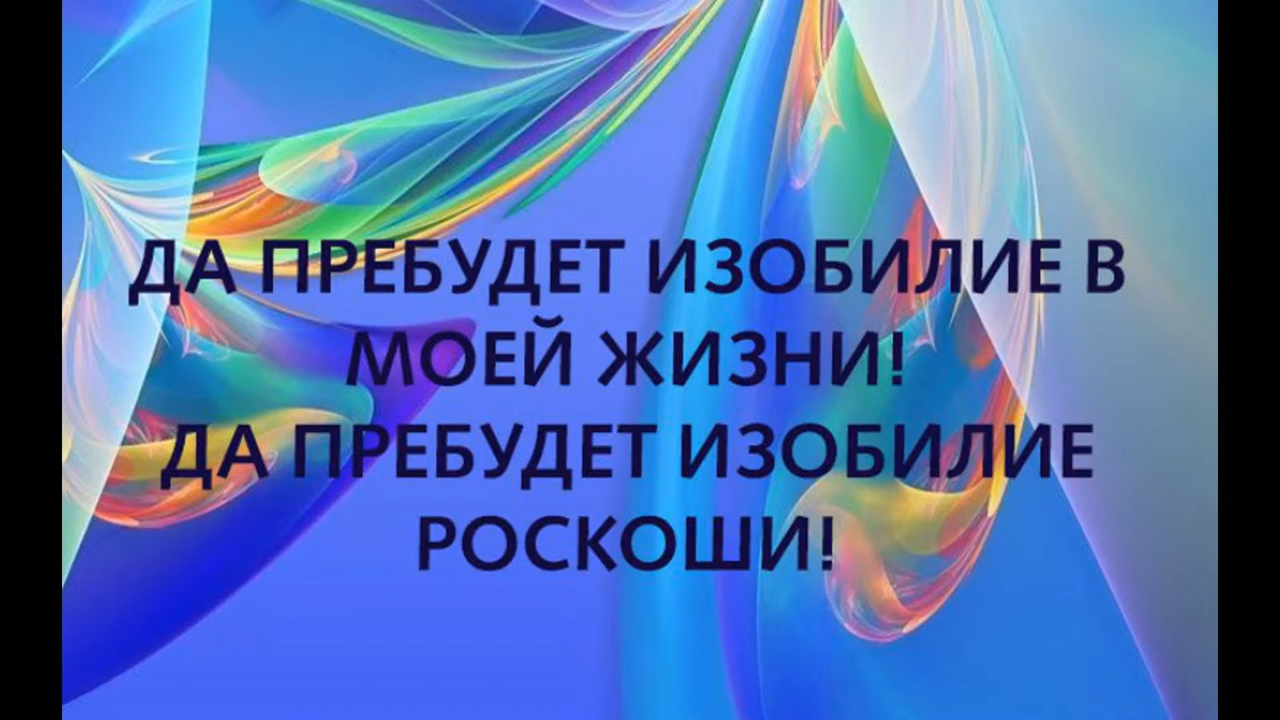 ДА ПРЕБУДЕТ ИЗОБИЛИЕ В
МОЕЙ ЖИЗНИ!
ДА ПРЕБУДЕТ ИЗОБИЛИЕ
РОСКОШИ!